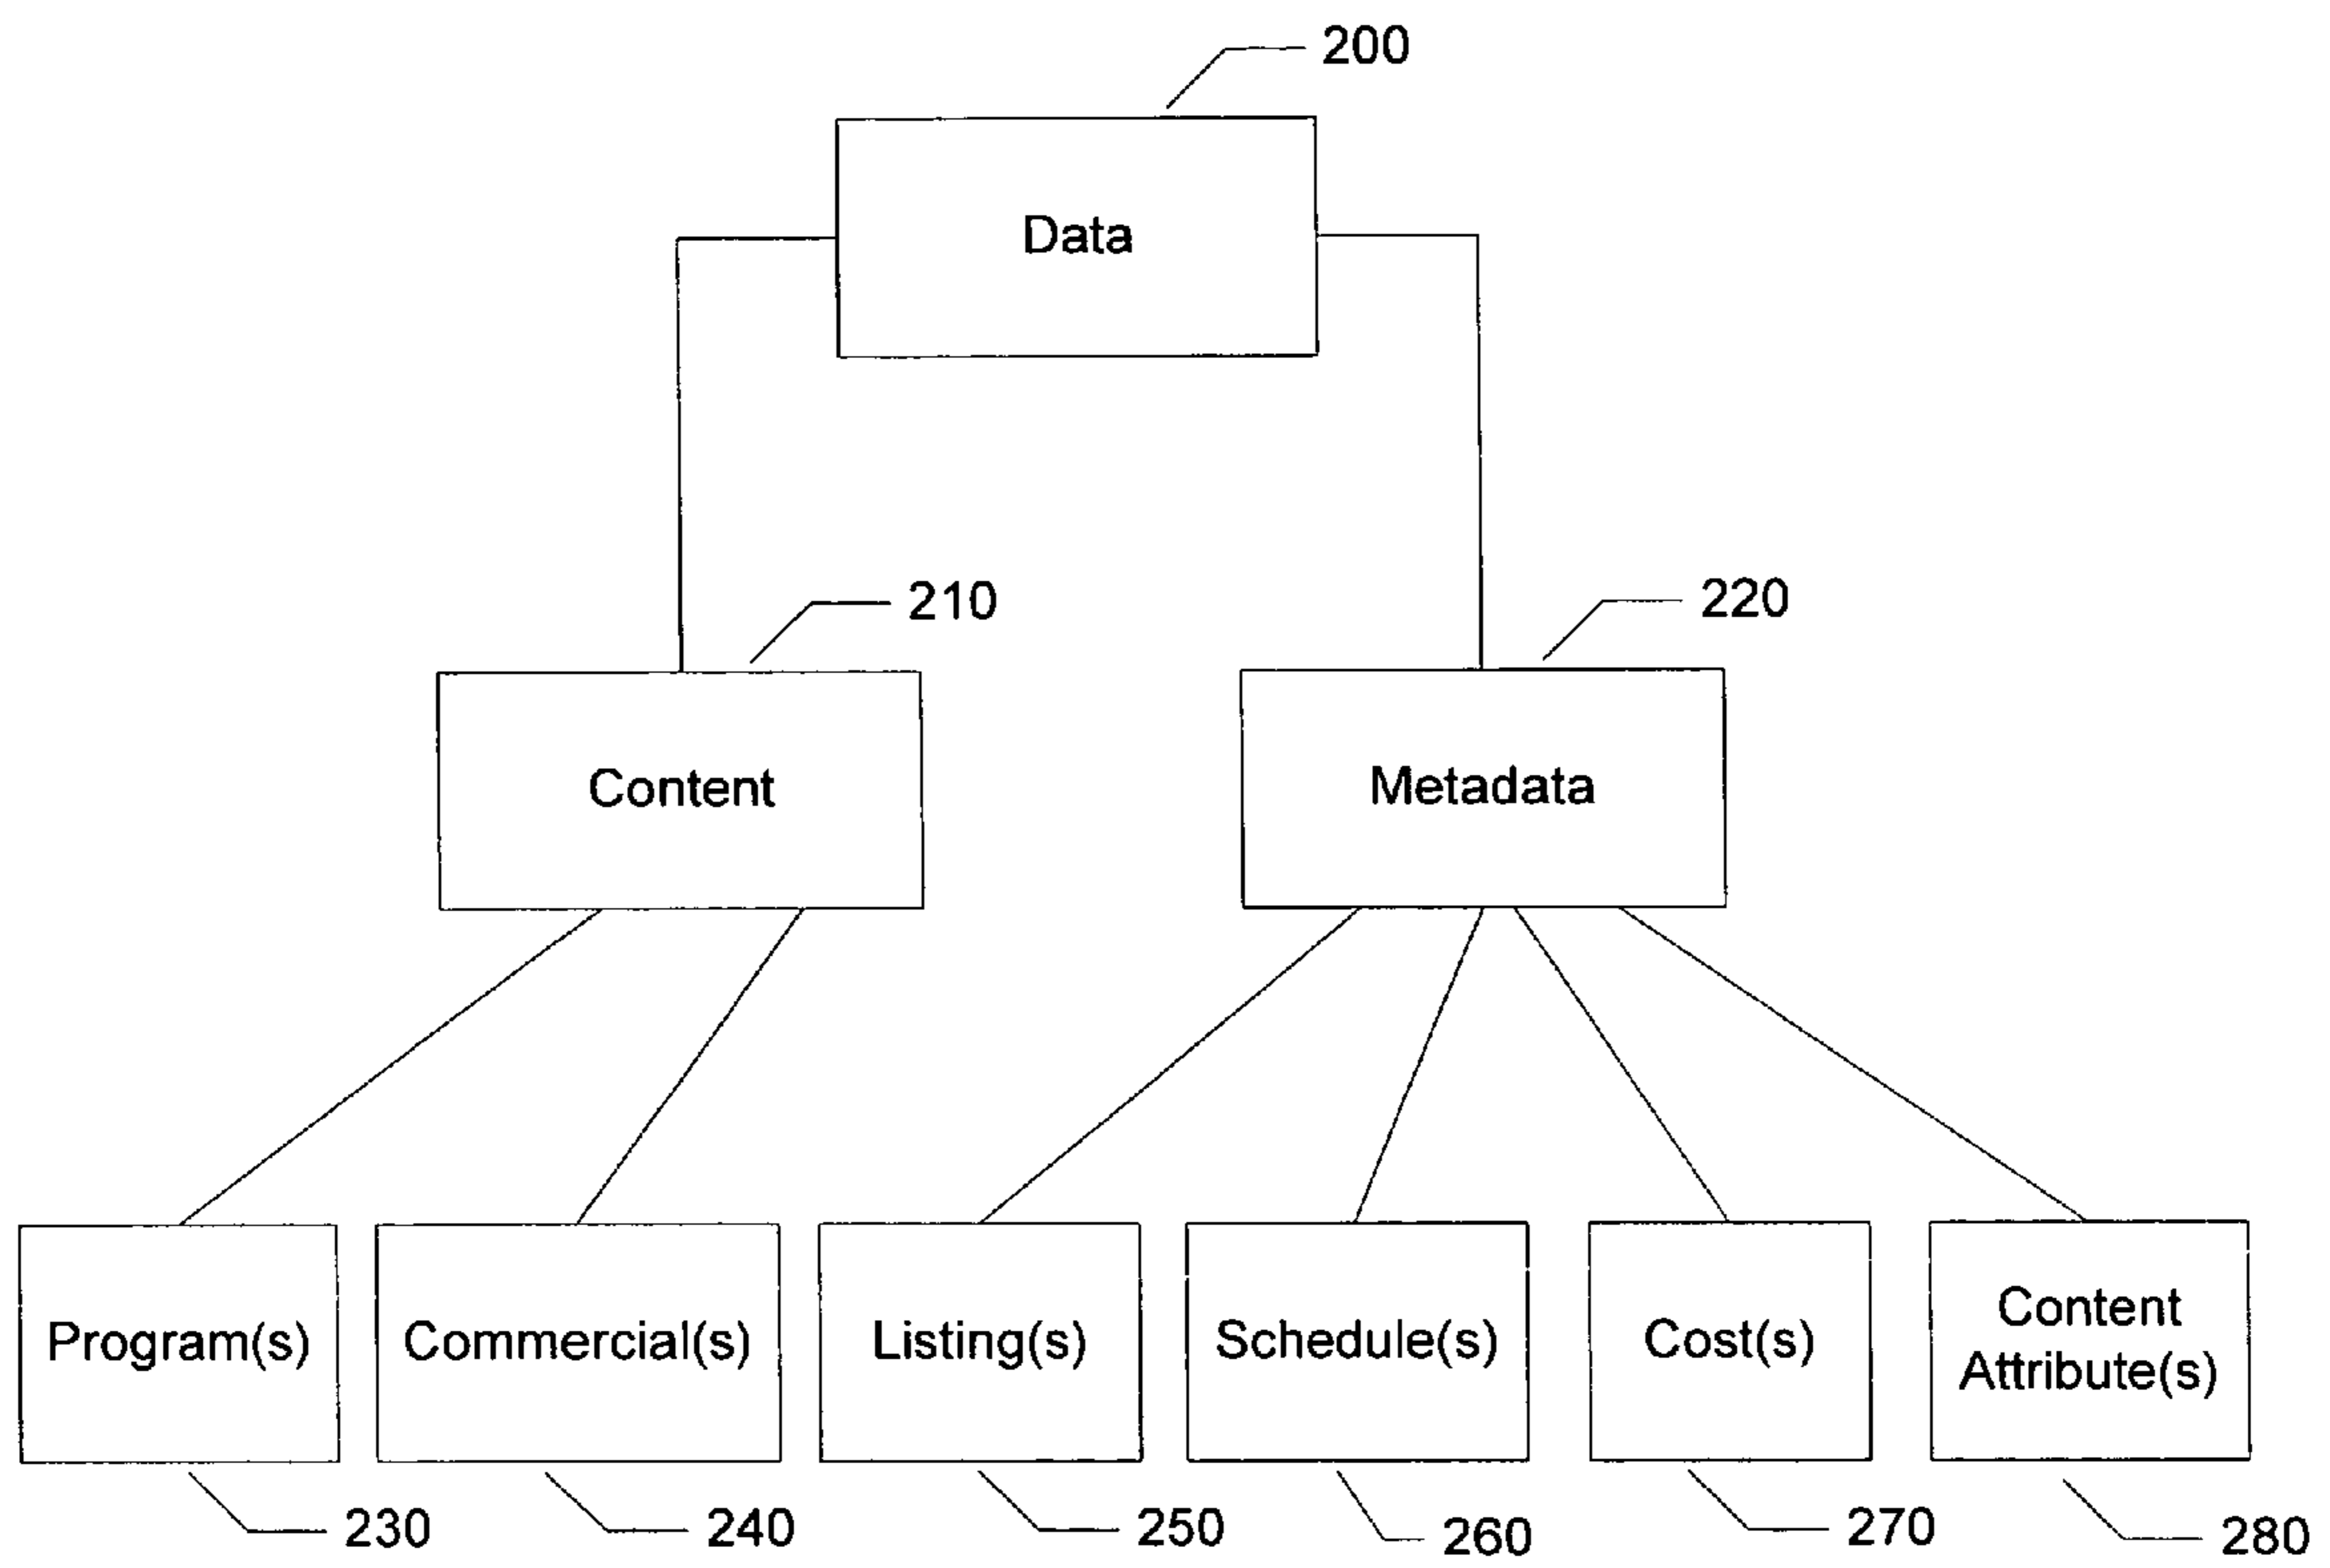 200
Data
210
220
Content
Metadata
Program(s)
Commercial(s)
Listing(s)
Schedule(s)
Cost(s)
Content
Attribute(s)
230
240
250
260
270
280